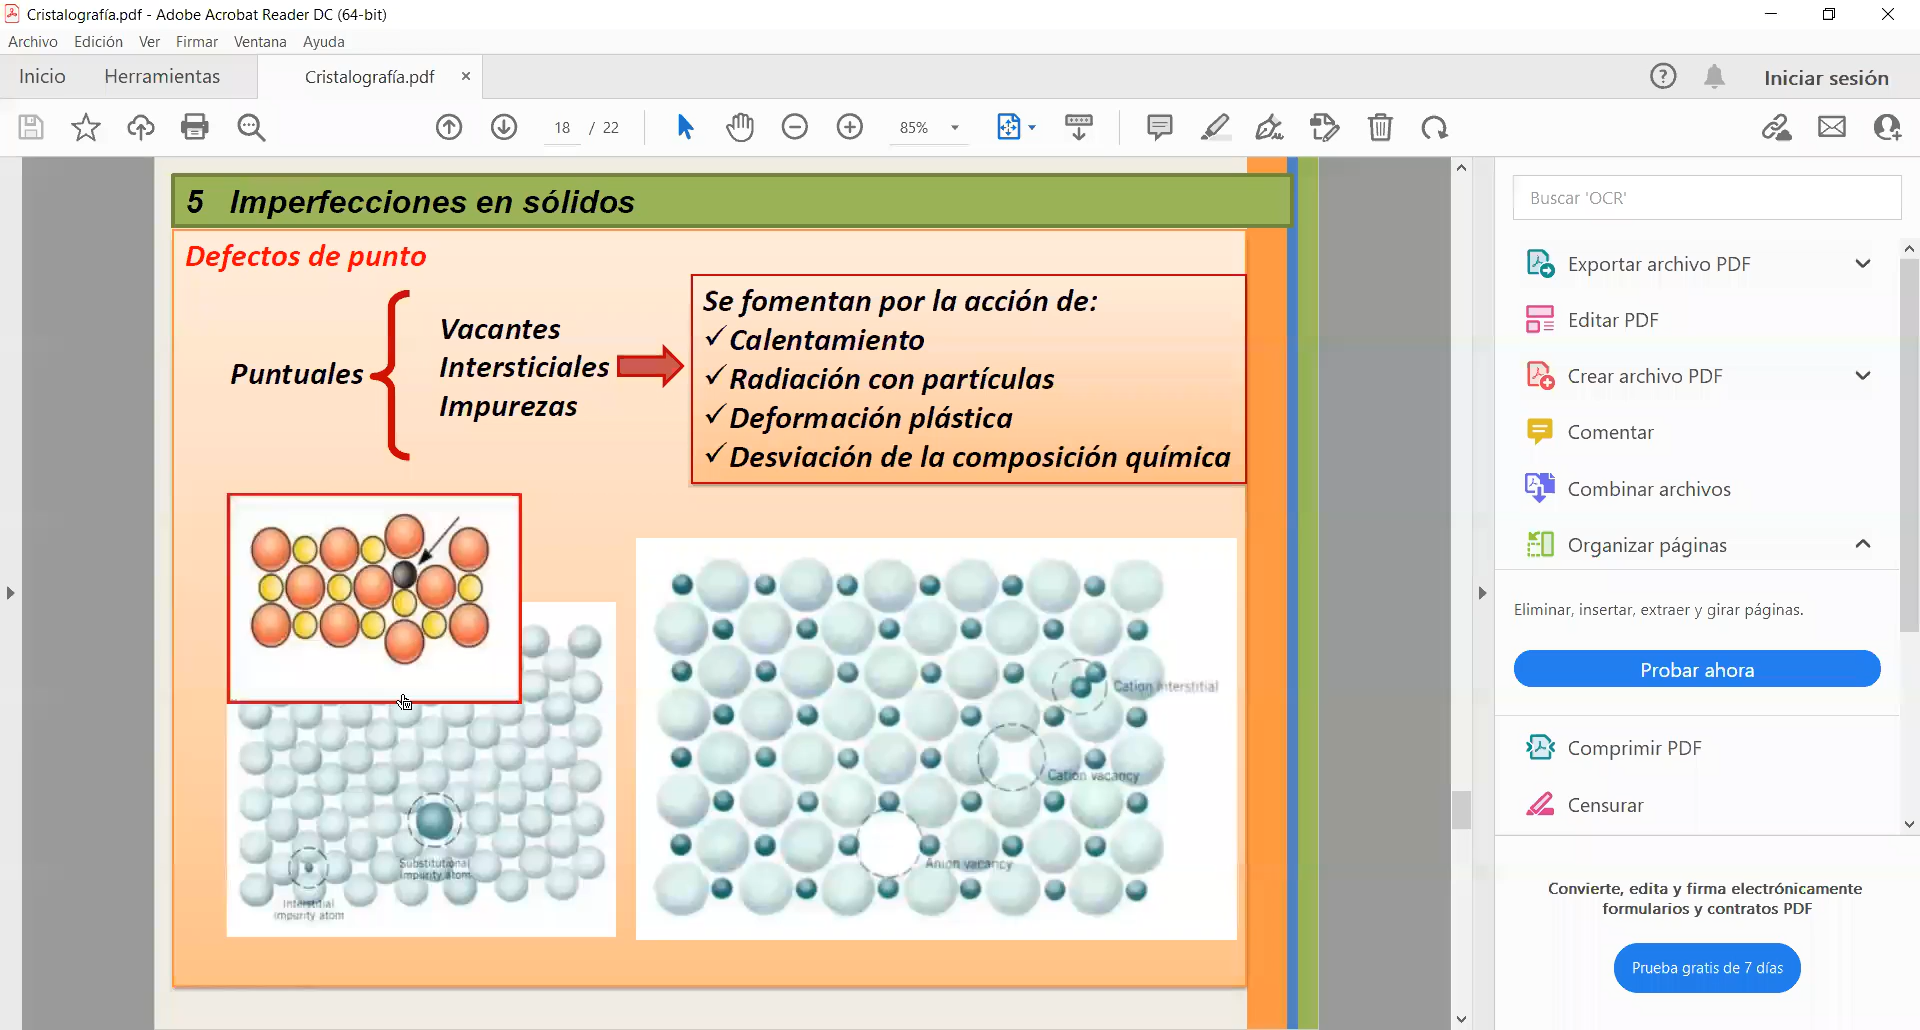 Cristalografía.pdf - Adobe Acrobat Reader DC (64-bit)
Archivo Edición Ver Firmar Ventana Ayuda
Inicio Herramientas Cristalografía.pdf × Iniciar sesión
18 / 22 85%
5 Imperfecciones en sólidos
Defectos de punto
Puntuales
Vacantes
Intersticiales
Impurezas
Se fomentan por la acción de:
✓ Calentamiento
✓ Radiación con partículas
✓ Deformación plástica
✓ Desviación de la composición química
Substitutional
impurity atom
Interstitial
impurity atom
Cation interstitial
Cation vacancy
Anion vacancy
Buscar 'OCR'
Exportar archivo PDF
Editar PDF
Crear archivo PDF
Comentar
Combinar archivos
Organizar páginas
Eliminar, insertar, extraer y girar páginas.
Probar ahora
Comprimir PDF
Censurar
Convierte, edita y firma electrónicamente
formularios y contratos PDF
Prueba gratis de 7 días